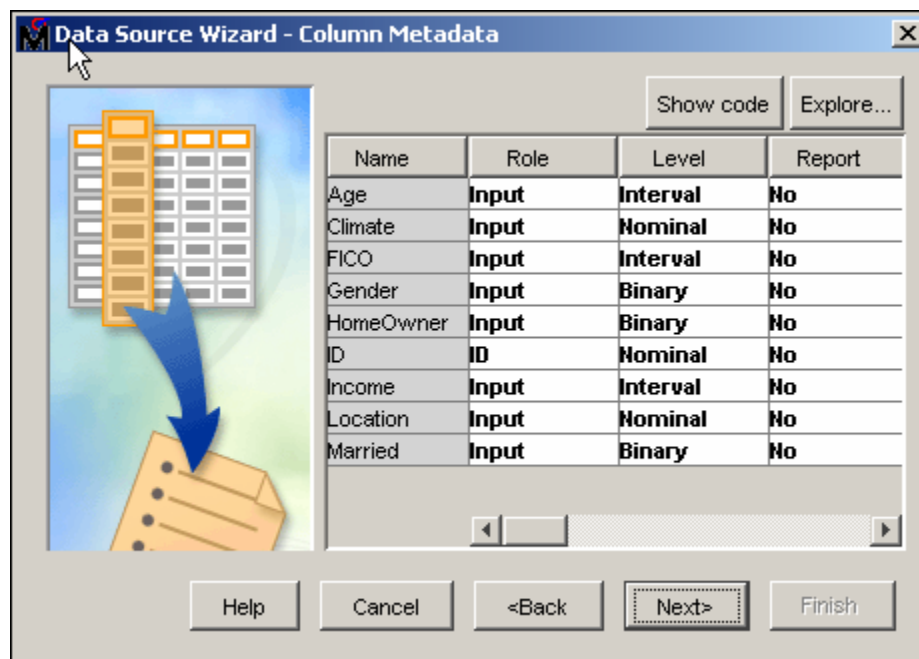 Data Source Wizard - Column Metadata
Show code Explore...
Name Role Level Report
Age Input Interval No
Climate Input Nominal No
FICO Input Interval No
Gender Input Binary No
HomeOwner Input Binary No
ID ID Nominal No
Income Input Interval No
Location Input Nominal No
Married Input Binary No
Help Cancel <Back Next> Finish